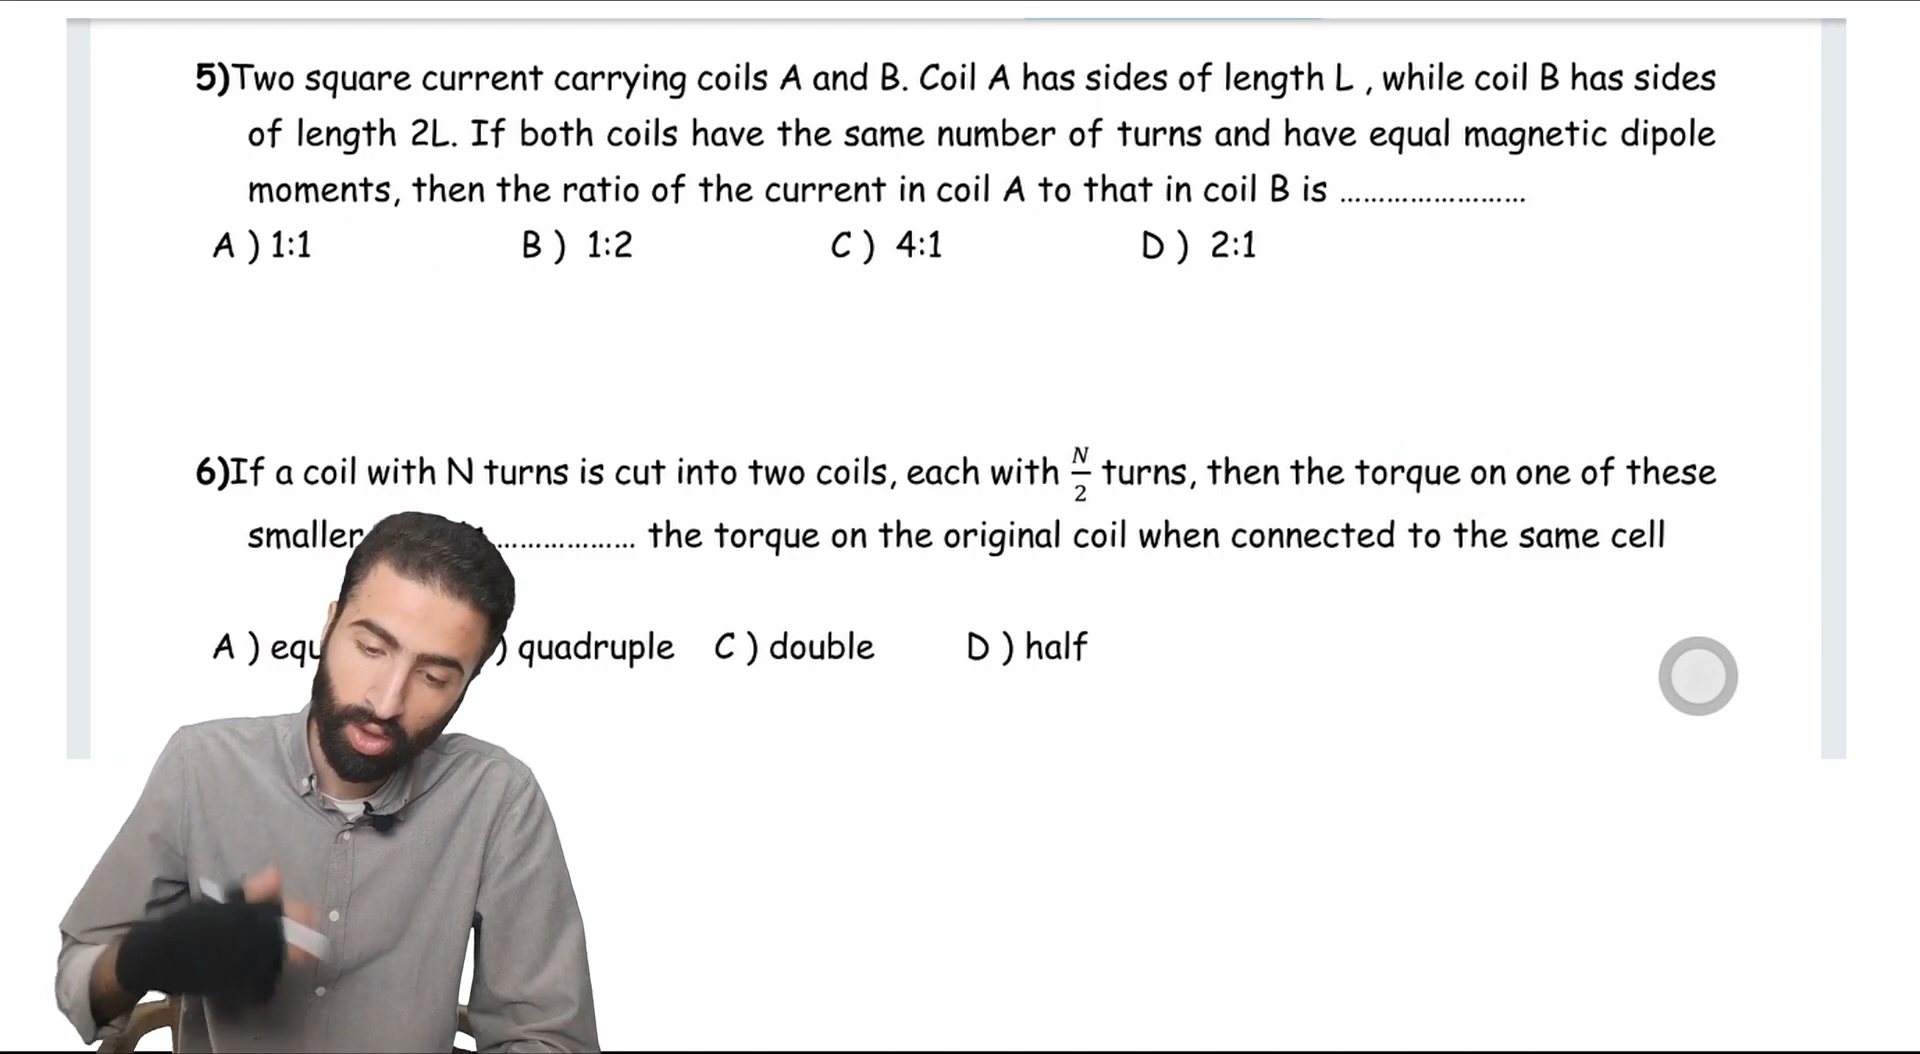 5)Two square current carrying coils A and B. Coil A has sides of length L , while coil B has sides
of length 2L. If both coils have the same number of turns and have equal magnetic dipole
moments, then the ratio of the current in coil A to that in coil B is ........................
A ) 1:1 B ) 1:2 C ) 4:1 D ) 2:1
6)If a coil with N turns is cut into two coils, each with N/2 turns, then the torque on one of these
smaller .................. the torque on the original coil when connected to the same cell
A ) ) quadruple C ) double D ) half